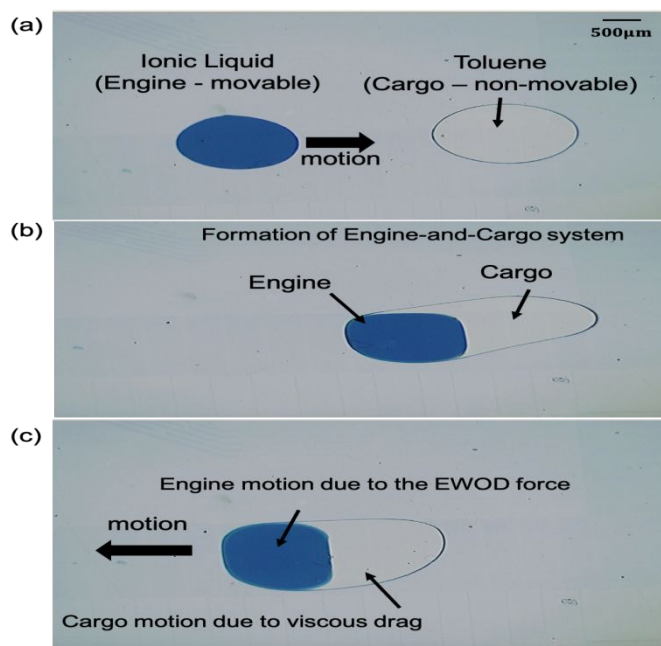 (a)
500µm
Ionic Liquid
(Engine - movable)
Toluene
(Cargo – non-movable)
motion
(b)
Formation of Engine-and-Cargo system
Engine
Cargo
(c)
Engine motion due to the EWOD force
motion
Cargo motion due to viscous drag